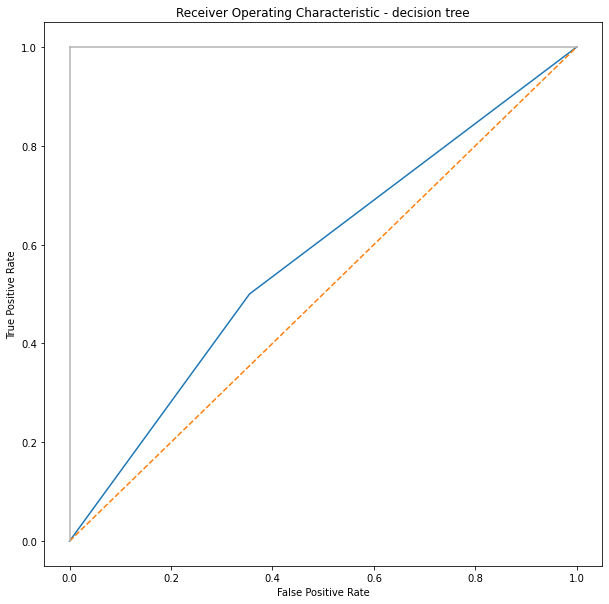 Receiver Operating Characteristic - decision tree
1.0
0.8
0.6
0.4
0.2
0.0
True Positive Rate
0.0 0.2 0.4 0.6 0.8 1.0
False Positive Rate